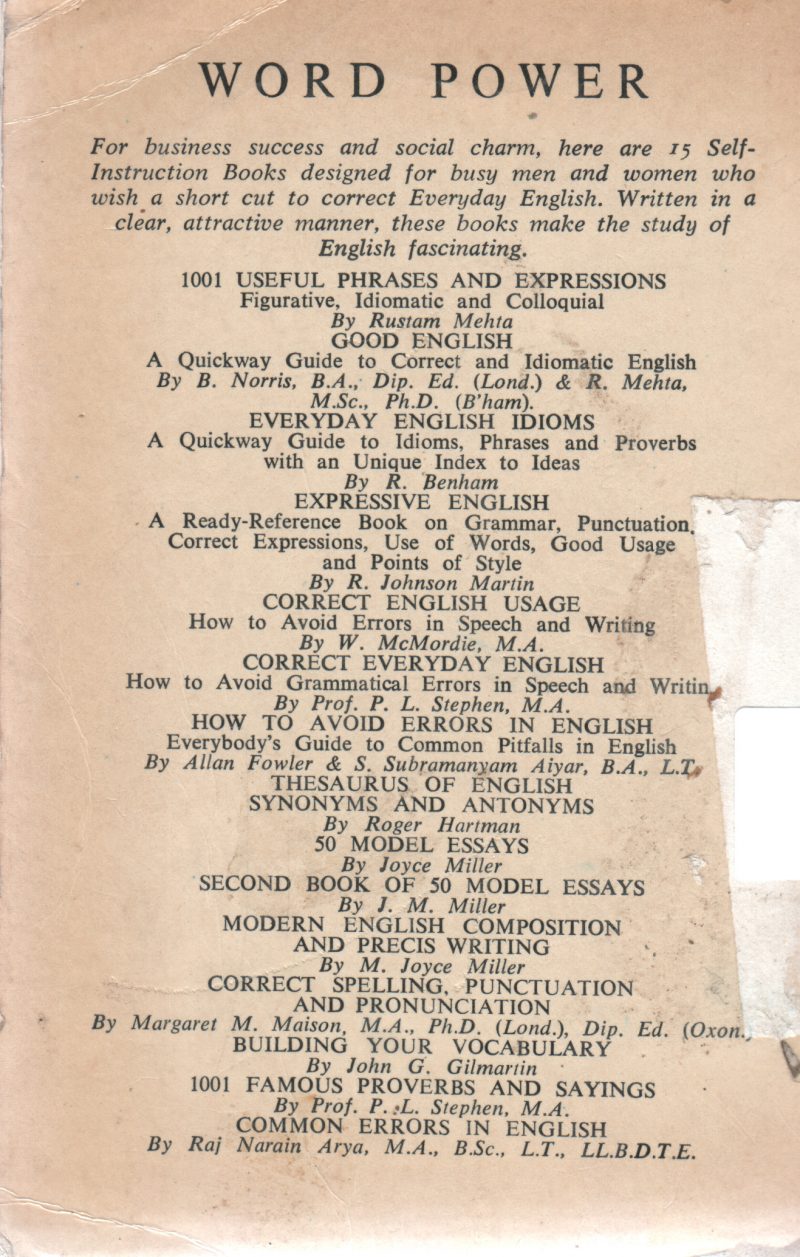 WORD POWER
For business success and social charm, here are 15 Self-
Instruction Books designed for busy men and women who
wish a short cut to correct Everyday English. Written in a
clear, attractive manner, these books make the study of
English fascinating.
1001 USEFUL PHRASES AND EXPRESSIONS
Figurative, Idiomatic and Colloquial
By Rustam Mehta
GOOD ENGLISH
A Quickway Guide to Correct and Idiomatic English
By B. Norris, B.A., Dip. Ed. (Lond.) & R. Mehta,
M.Sc., Ph.D. (B'ham).
EVERYDAY ENGLISH IDIOMS
A Quickway Guide to Idioms, Phrases and Proverbs
with an Unique Index to Ideas
By R. Benham
EXPRESSIVE ENGLISH
A Ready-Reference Book on Grammar, Punctuation,
Correct Expressions, Use of Words, Good Usage
and Points of Style
By R. Johnson Martin
CORRECT ENGLISH USAGE
How to Avoid Errors in Speech and Writing
By W. McMordie, M.A.
CORRECT EVERYDAY ENGLISH
How to Avoid Grammatical Errors in Speech and Writin
By Prof. P. L. Stephen, M.A.
HOW TO AVOID ERRORS IN ENGLISH
Everybody's Guide to Common Pitfalls in English
By Allan Fowler & S. Subramanyam Aiyar, B.A., L.T.
THESAURUS OF ENGLISH
SYNONYMS AND ANTONYMS
By Roger Hartman
50 MODEL ESSAYS
By Joyce Miller
SECOND BOOK OF 50 MODEL ESSAYS
By J. M. Miller
MODERN ENGLISH COMPOSITION
AND PRECIS WRITING
By M. Joyce Miller
CORRECT SPELLING, PUNCTUATION
AND PRONUNCIATION
By Margaret M. Maison, M.A., Ph.D. (Lond.), Dip. Ed. (Oxon.)
BUILDING YOUR VOCABULARY
By John G. Gilmartin
1001 FAMOUS PROVERBS AND SAYINGS
By Prof. P. L. Stephen, M.A.
COMMON ERRORS IN ENGLISH
By Raj Narain Arya, M.A., B.Sc., L.T., LL.B.D.T.E.